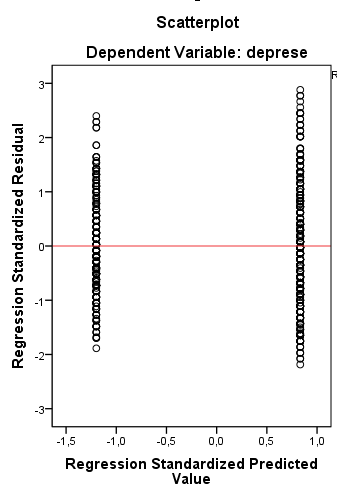 Scatterplot
Dependent Variable: deprese
R
3
2
1
0
-1
-2
-3
-1,5 -1,0 -0,5 0,0 0,5 1,0
Regression Standardized Residual
Regression Standardized Predicted
Value